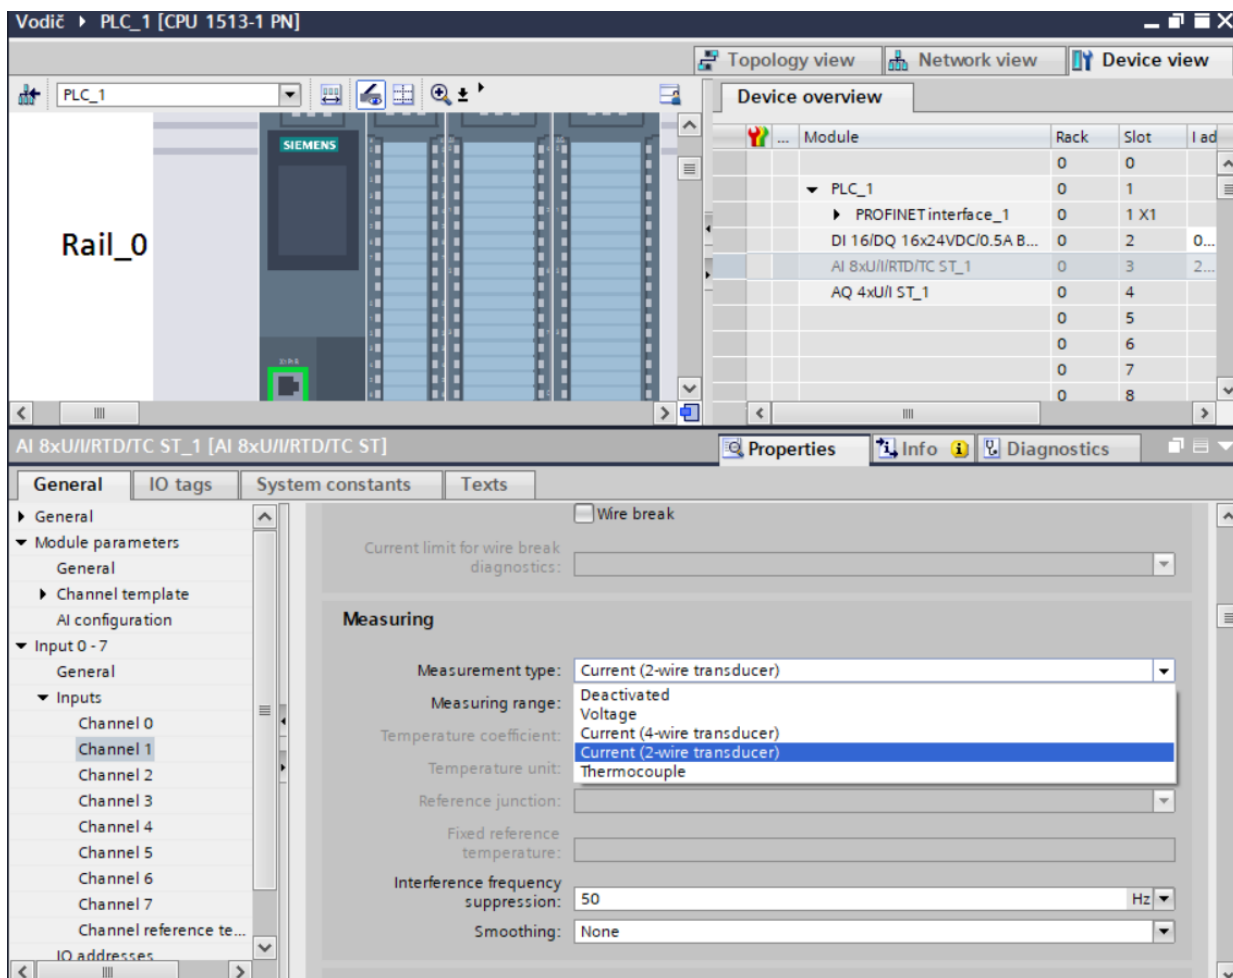 Vodič PLC_1 [CPU 1513-1 PN]
Topology view Network view Device view
PLC_1
Device overview
... Module Rack Slot I ad
0 0
PLC_1 0 1
PROFINET interface_1 0 1 X1
DI 16/DQ 16x24VDC/0.5A B... 0 2 0...
AI 8xU/I/RTD/TC ST_1 0 3 2...
AQ 4xU/I ST_1 0 4
0 5
0 6
0 7
0 8
SIEMENS
Rail_0
AI 8xU/I/RTD/TC ST_1 [AI 8xU/I/RTD/TC ST]
Properties Info Diagnostics
General IO tags System constants Texts
General
Module parameters
General
Channel template
AI configuration
Input 0 - 7
General
Inputs
Channel 0
Channel 1
Channel 2
Channel 3
Channel 4
Channel 5
Channel 6
Channel 7
Channel reference te...
IO addresses
Wire break
Current limit for wire break
diagnostics:
Measuring
Measurement type: Current (2-wire transducer)
Deactivated
Voltage
Current (4-wire transducer)
Current (2-wire transducer)
Thermocouple
Measuring range:
Temperature coefficient:
Temperature unit:
Reference junction:
Fixed reference
temperature:
Interference frequency
suppression: 50 Hz
Smoothing: None